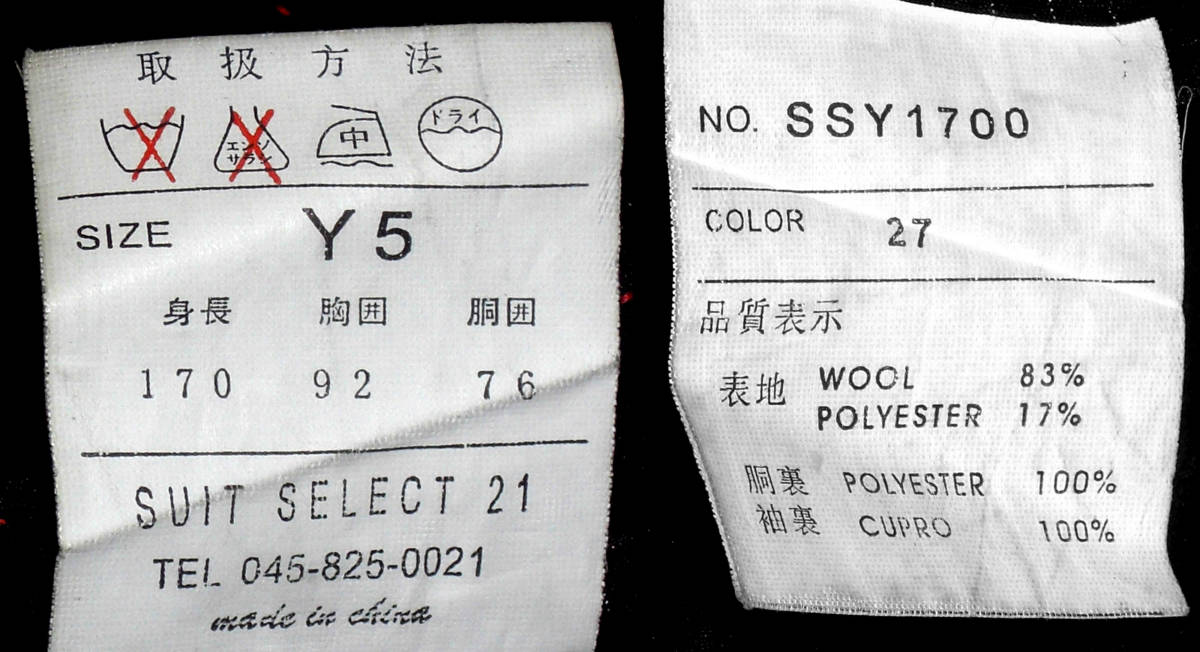 取扱方法
エンソ
サラシ
中
ドライ
SIZE Y5
身長 胸囲 胴囲
170 92 76
SUIT SELECT 21
TEL 045-825-0021
made in china
NO. SSY1700
COLOR 27
品質表示
表地 WOOL 83%
POLYESTER 17%
胴裏 POLYESTER 100%
袖裏 CUPRO 100%